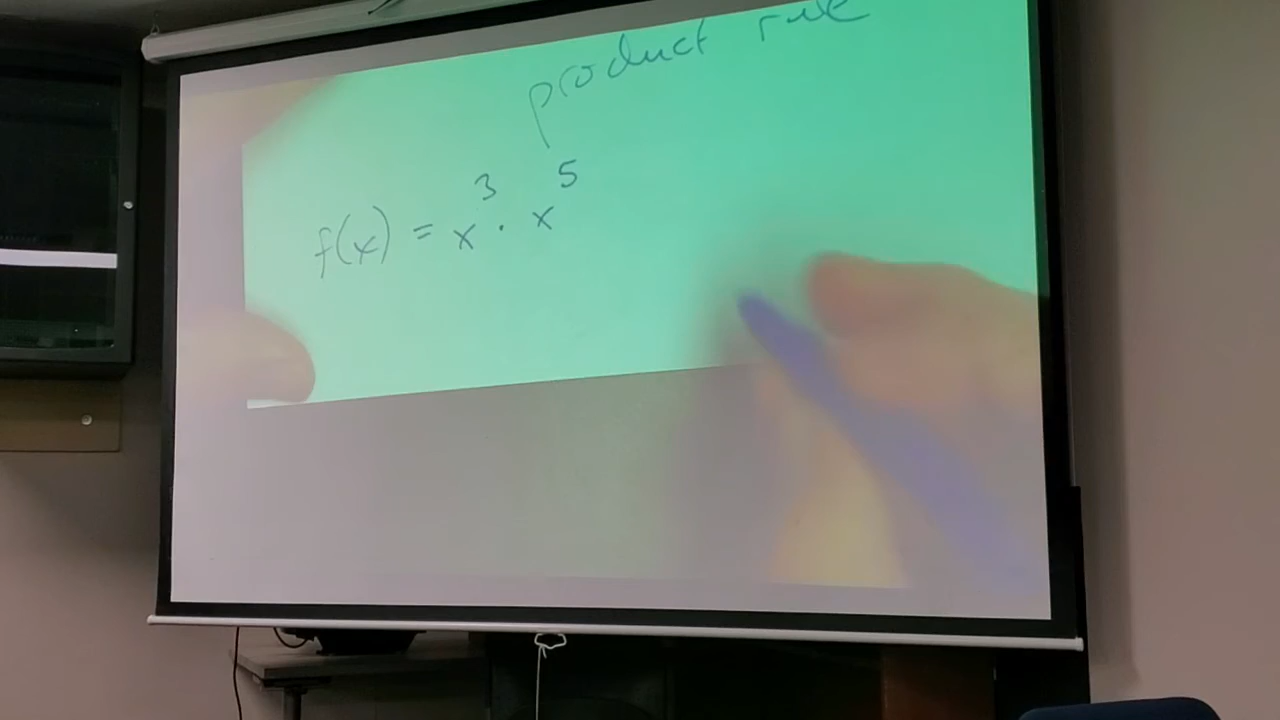 product rule
f(x) = x³ · x⁵